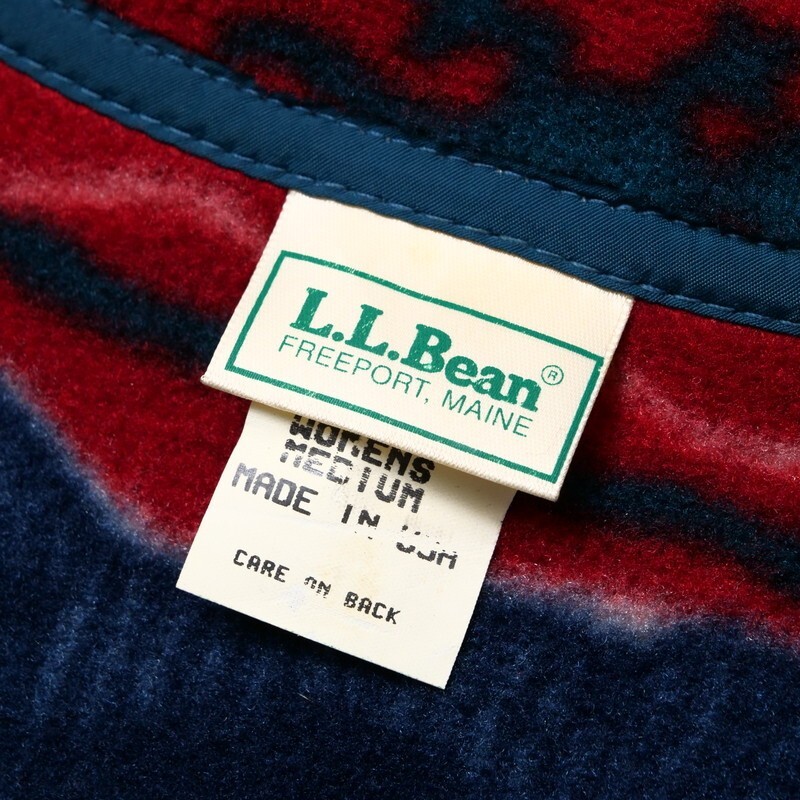 L.L.Bean®
FREEPORT, MAINE
WOMENS
MEDIUM
MADE IN USA
CARE ON BACK